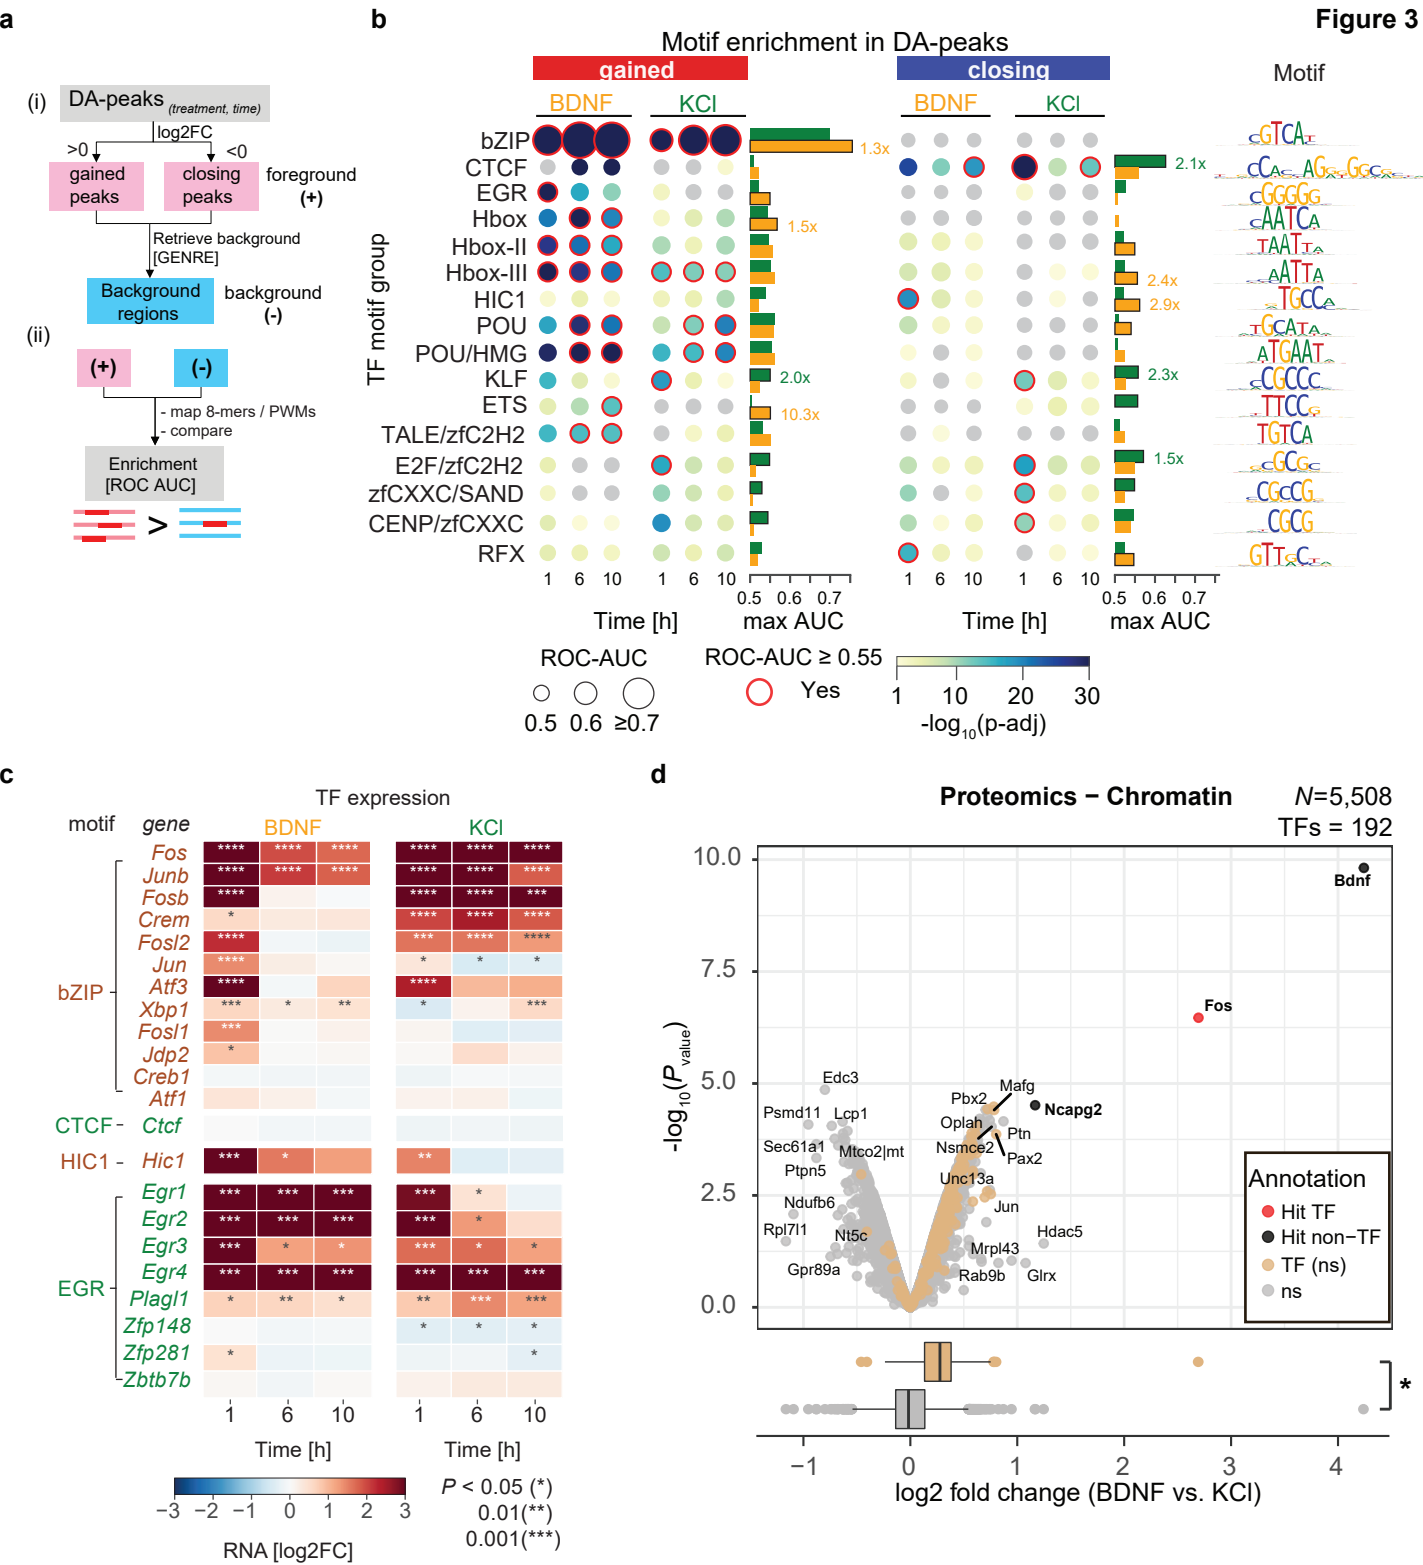 Figure 3
a
(i)
DA-peaks (treatment, time)
log2FC
>0
<0
gained peaks
closing peaks
foreground (+)
Retrieve background [GENRE]
Background regions
background (-)
(ii)
(+)
(-)
- map 8-mers / PWMs
- compare
Enrichment [ROC AUC]
>
b
Motif enrichment in DA-peaks
gained
closing
Motif
BDNF
KCl
BDNF
KCl
TF motif group
bZIP
1.3x
CTCF
2.1x
EGR
Hbox
1.5x
Hbox-II
Hbox-III
2.4x
HIC1
2.9x
POU
POU/HMG
KLF
2.0x
2.3x
ETS
10.3x
TALE/zfC2H2
E2F/zfC2H2
1.5x
zfCXXC/SAND
CENP/zfCXXC
RFX
1 6 10 1 6 10
0.5 0.6 0.7
1 6 10 1 6 10
0.5 0.6 0.7
Time [h]
max AUC
Time [h]
max AUC
ROC-AUC
0.5 0.6 ≥0.7
ROC-AUC ≥ 0.55
Yes
1 10 20 30
-log10(p-adj)
c
TF expression
motif
gene
BDNF
KCl
bZIP
Fos **** **** **** **** **** ****
Junb **** **** **** **** **** ****
Fosb **** **** **** ***
Crem * **** **** ****
Fosl2 **** *** **** ****
Jun **** * * *
Atf3 **** ****
Xbp1 *** * ** * ***
Fosl1 ***
Jdp2 *
Creb1
Atf1
CTCF
Ctcf
HIC1
Hic1 *** * **
EGR
Egr1 *** *** *** *** *
Egr2 *** *** *** *** *
Egr3 *** * * *** * *
Egr4 *** *** *** *** *** ***
Plagl1 * ** * ** *** ***
Zfp148 * * *
Zfp281 * *
Zbtb7b
1 6 10 1 6 10
Time [h]
Time [h]
−3 −2 −1 0 1 2 3
RNA [log2FC]
P < 0.05 (*)
0.01(**)
0.001(***)
d
Proteomics − Chromatin
N=5,508
TFs = 192
-log10(Pvalue)
10.0
7.5
5.0
2.5
0.0
Bdnf
Fos
Edc3
Mafg
Pbx2
Ncapg2
Psmd11
Lcp1
Oplah
Ptn
Sec61a1
Mtco2|mt
Nsmce2
Pax2
Ptpn5
Unc13a
Ndufb6
Jun
Rpl7l1
Nt5c
Hdac5
Mrpl43
Gpr89a
Rab9b
Glrx
Annotation
Hit TF
Hit non−TF
TF (ns)
ns
*
−1 0 1 2 3 4
log2 fold change (BDNF vs. KCl)